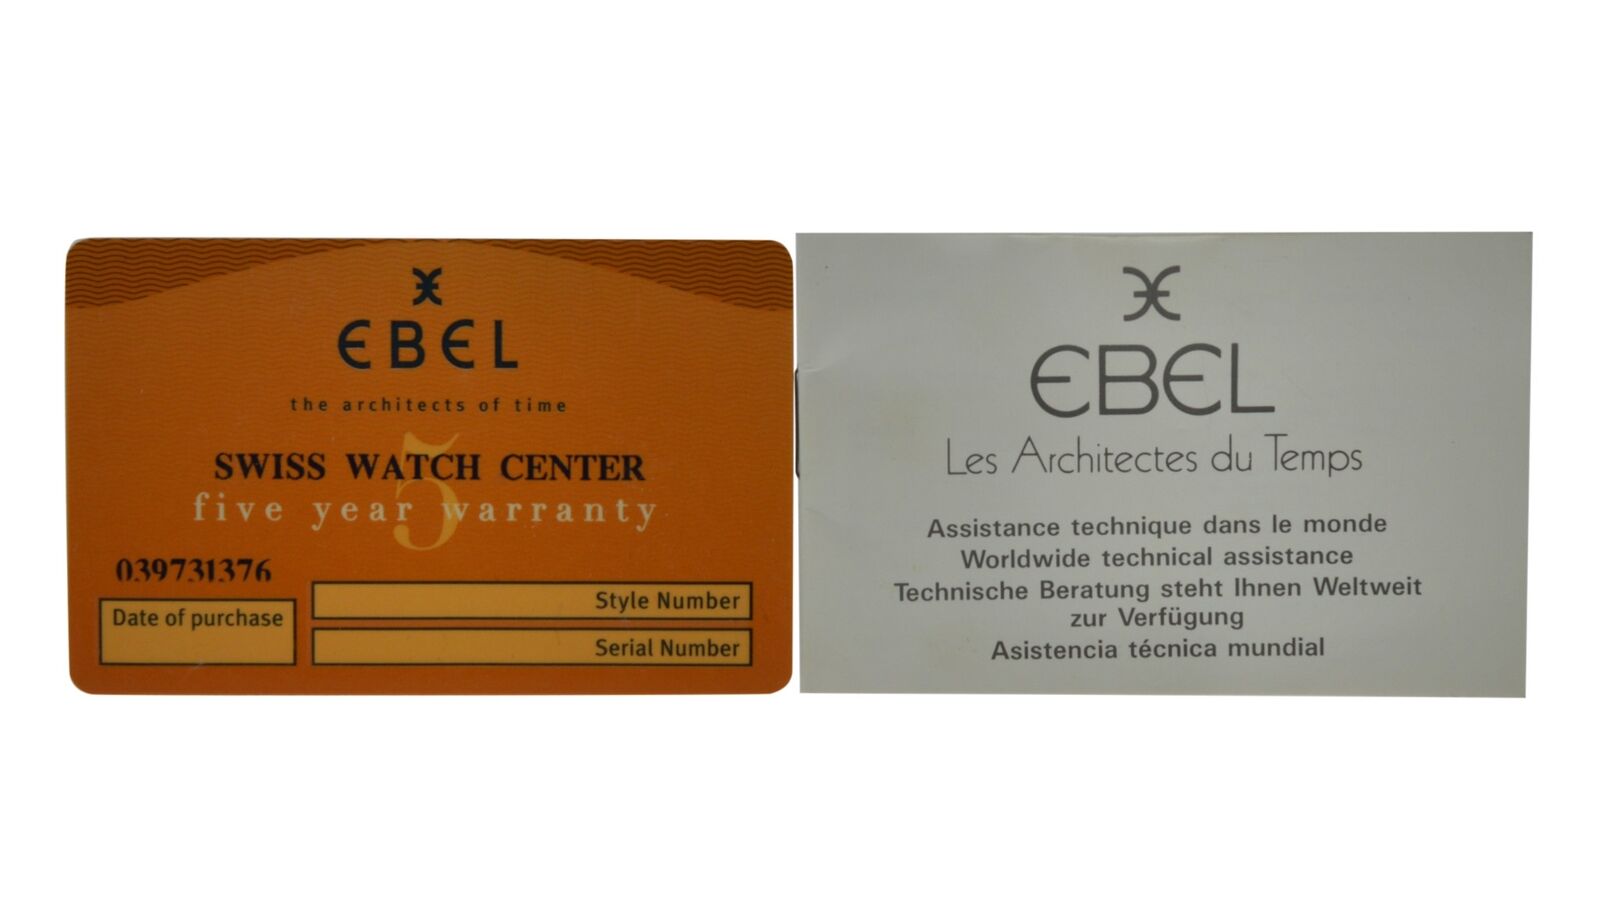 EBEL
the architects of time
5
SWISS WATCH CENTER
five year warranty
039731376
Date of purchase
Style Number
Serial Number
EBEL
Les Architectes du Temps
Assistance technique dans le monde
Worldwide technical assistance
Technische Beratung steht Ihnen Weltweit
zur Verfügung
Asistencia técnica mundial